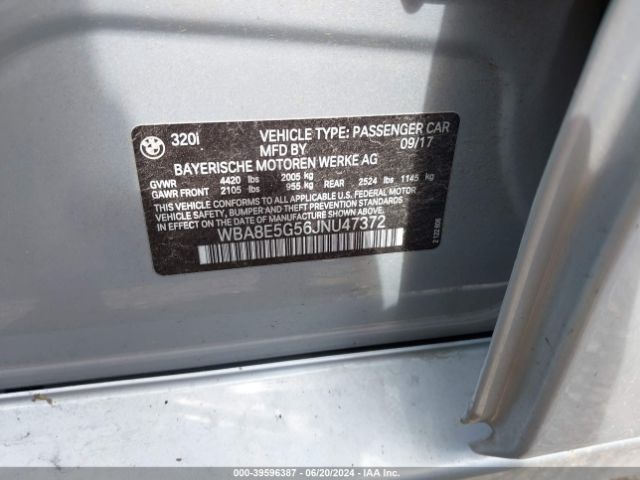 320i VEHICLE TYPE: PASSENGER CAR
MFD BY 09/17
BAYERISCHE MOTOREN WERKE AG
GVWR 4420 lbs 2005 kg
GAWR FRONT 2105 lbs 955 kg REAR 2524 lbs 1145 kg
THIS VEHICLE CONFORMS TO ALL APPLICABLE U.S. FEDERAL MOTOR
VEHICLE SAFETY, BUMPER, AND THEFT PREVENTION STANDARDS IN EFFECT ON THE
DATE OF MANUFACTURE SHOWN ABOVE.
WBA8E5G56JNU47372
000-39596387 - 06/20/2024 - IAA Inc.